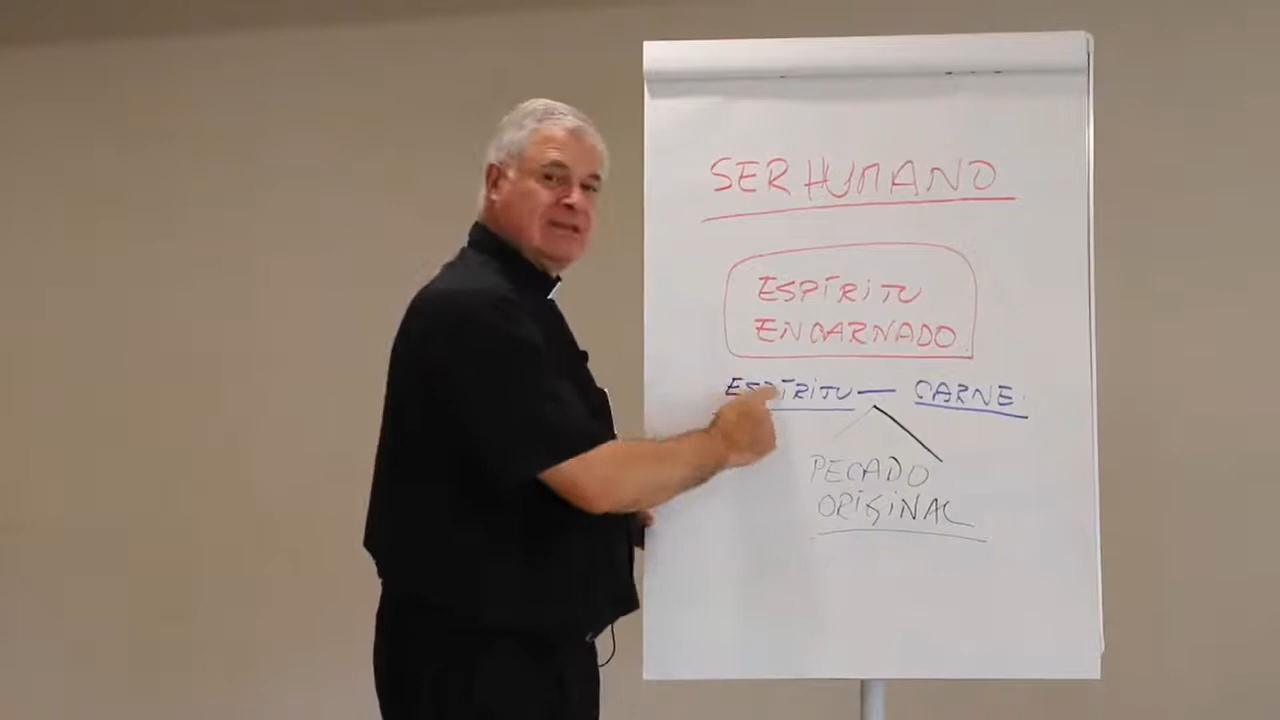 SER HUMANO
ESPÍRITU
ENCARNADO
ESPÍRITU — CARNE
PECADO
ORIGINAL